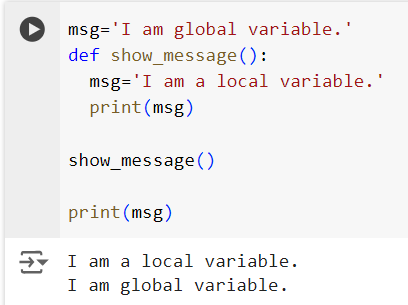 msg='I am global variable.'
def show_message():
  msg='I am a local variable.'
  print(msg)

show_message()

print(msg)

I am a local variable.
I am global variable.